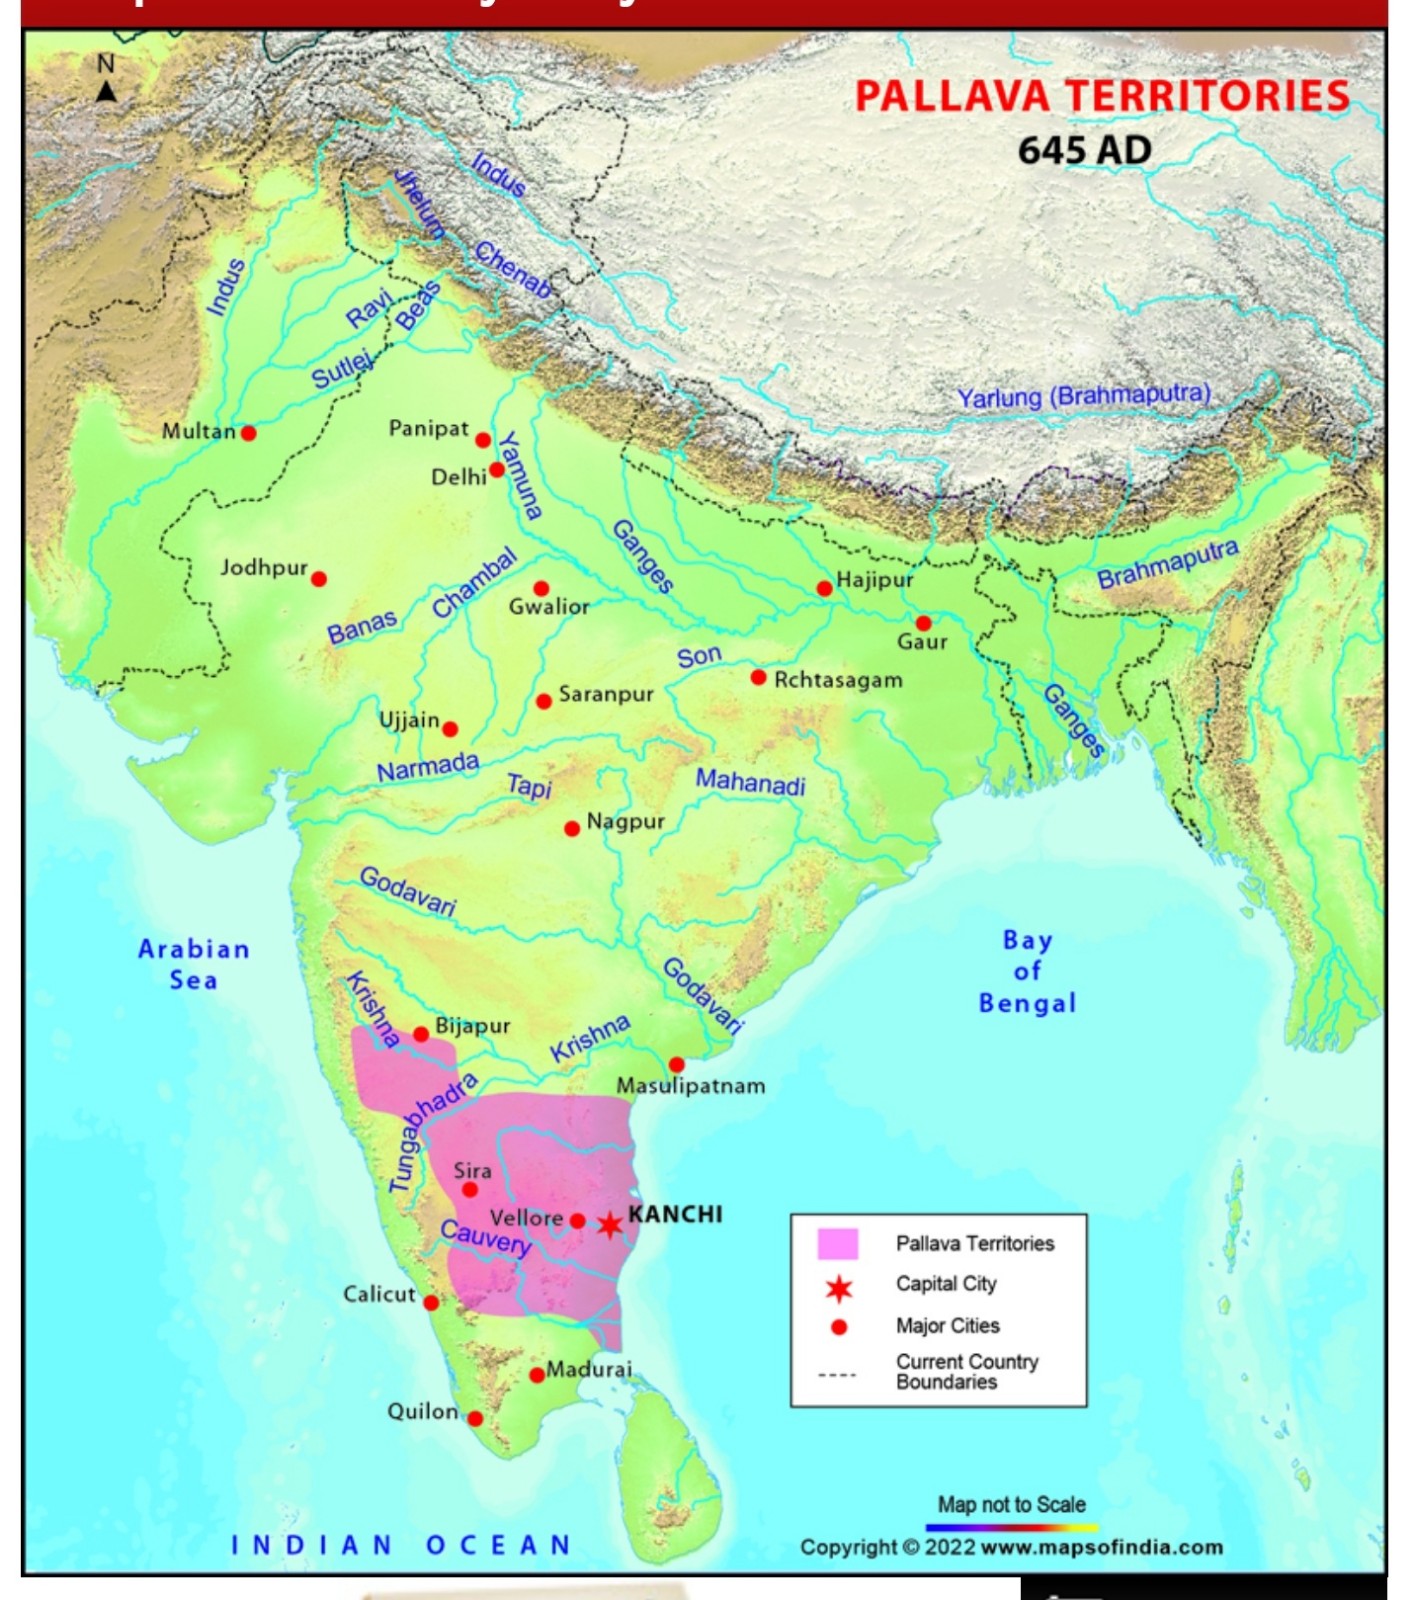 N
PALLAVA TERRITORIES
645 AD
Indus
Jhelum
Chenab
Indus
Ravi
Beas
Sutlej
Yarlung (Brahmaputra)
Multan
Panipat
Delhi
Yamuna
Ganges
Brahmaputra
Jodhpur
Chambal
Banas
Gwalior
Hajipur
Gaur
Son
Rchtasagam
Saranpur
Ujjain
Ganges
Narmada
Tapi
Mahanadi
Nagpur
Godavari
Arabian
Sea
Bay
of
Bengal
Godavari
Krishna
Bijapur
Krishna
Masulipatnam
Tungabhadra
Sira
Vellore
KANCHI
Cauvery
Calicut
Madurai
Quilon
Pallava Territories
Capital City
Major Cities
Current Country
Boundaries
Map not to Scale
INDIAN OCEAN
Copyright © 2022 www.mapsofindia.com